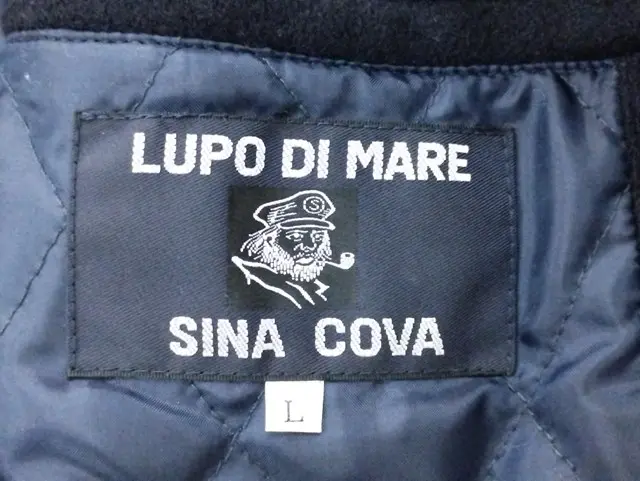 LUPO DI MARE
S
SINA COVA
L